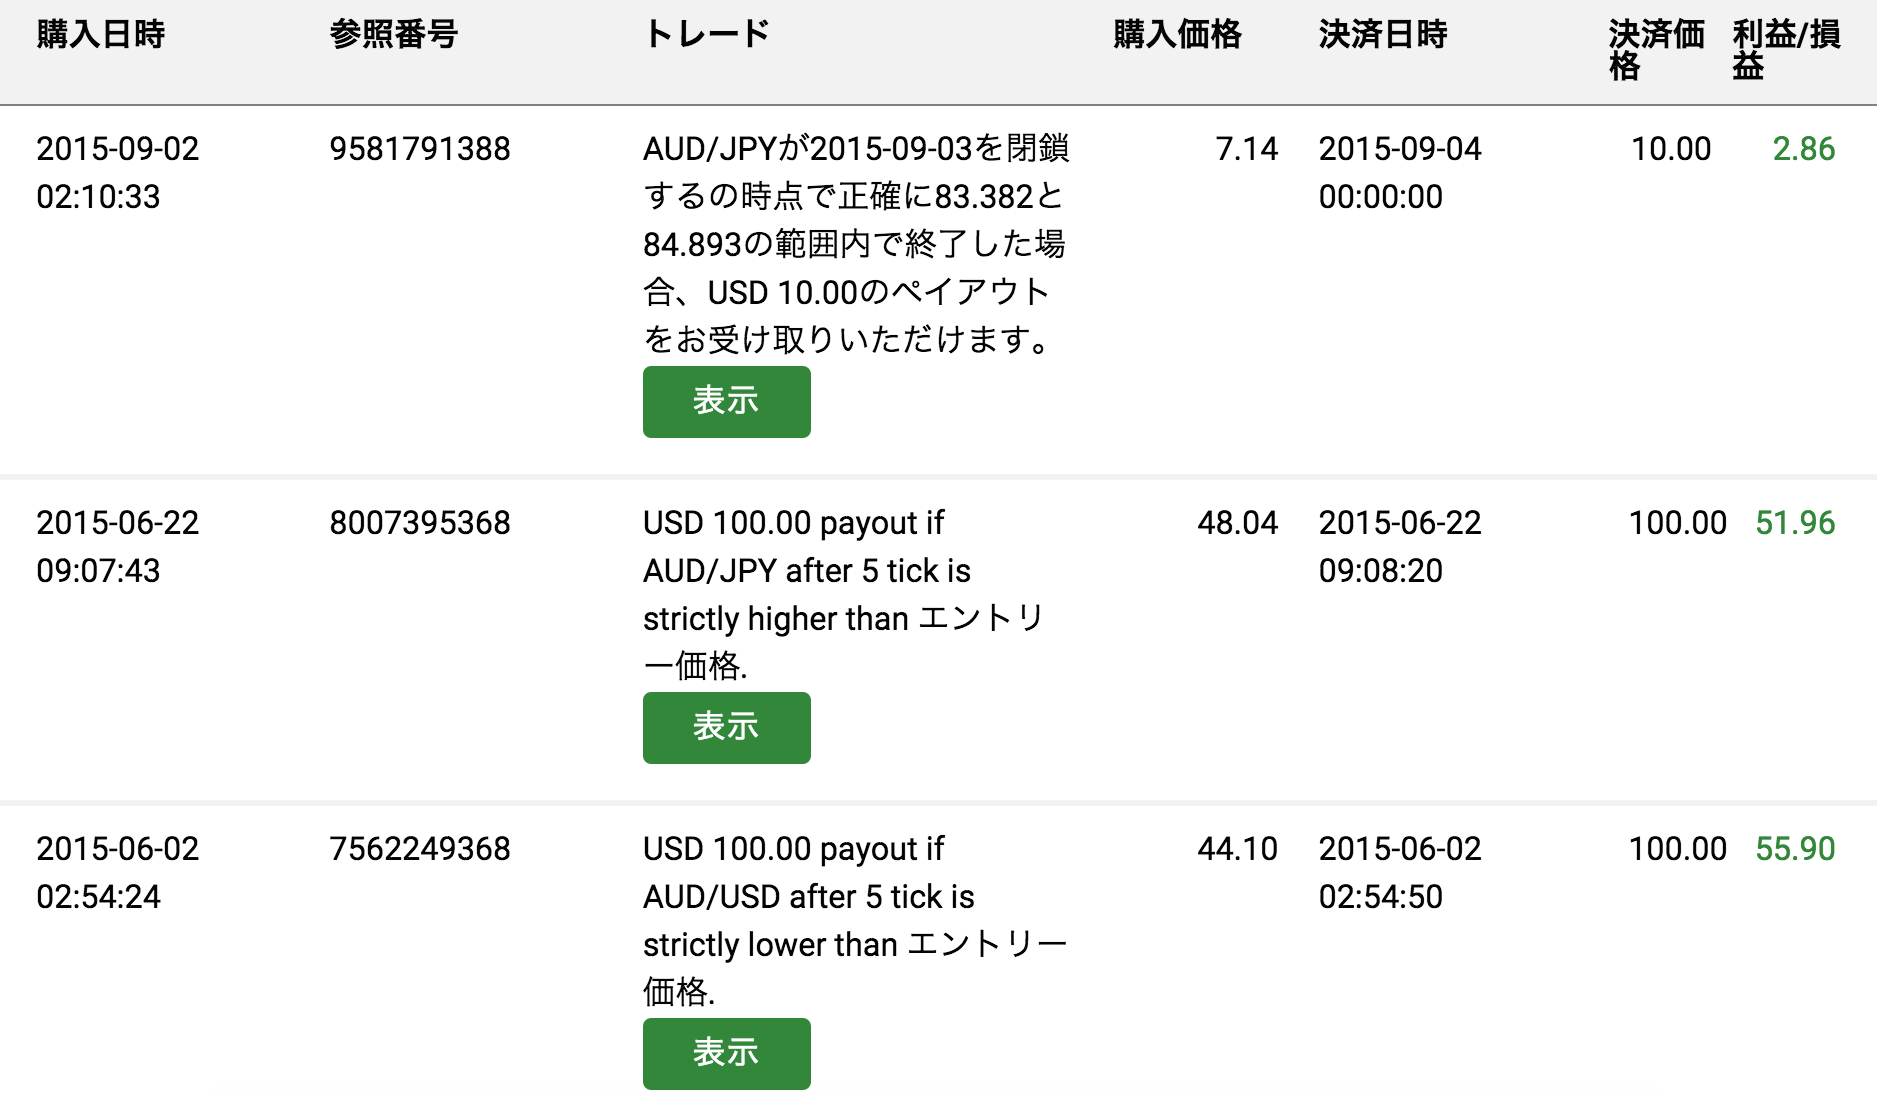 購入日時 参照番号 トレード 購入価格 決済日時 決済価 利益/損
格 益
2015-09-02 9581791388 AUD/JPYが2015-09-03を閉鎖 7.14 2015-09-04 10.00 2.86
02:10:33 するの時点で正確に83.382と 00:00:00
84.893の範囲内で終了した場
合、USD 10.00のペイアウト
をお受け取りいただけます。
表示
2015-06-22 8007395368 USD 100.00 payout if 48.04 2015-06-22 100.00 51.96
09:07:43 AUD/JPY after 5 tick is 09:08:20
strictly higher than エントリ
ー価格.
表示
2015-06-02 7562249368 USD 100.00 payout if 44.10 2015-06-02 100.00 55.90
02:54:24 AUD/USD after 5 tick is 02:54:50
strictly lower than エントリー
価格.
表示